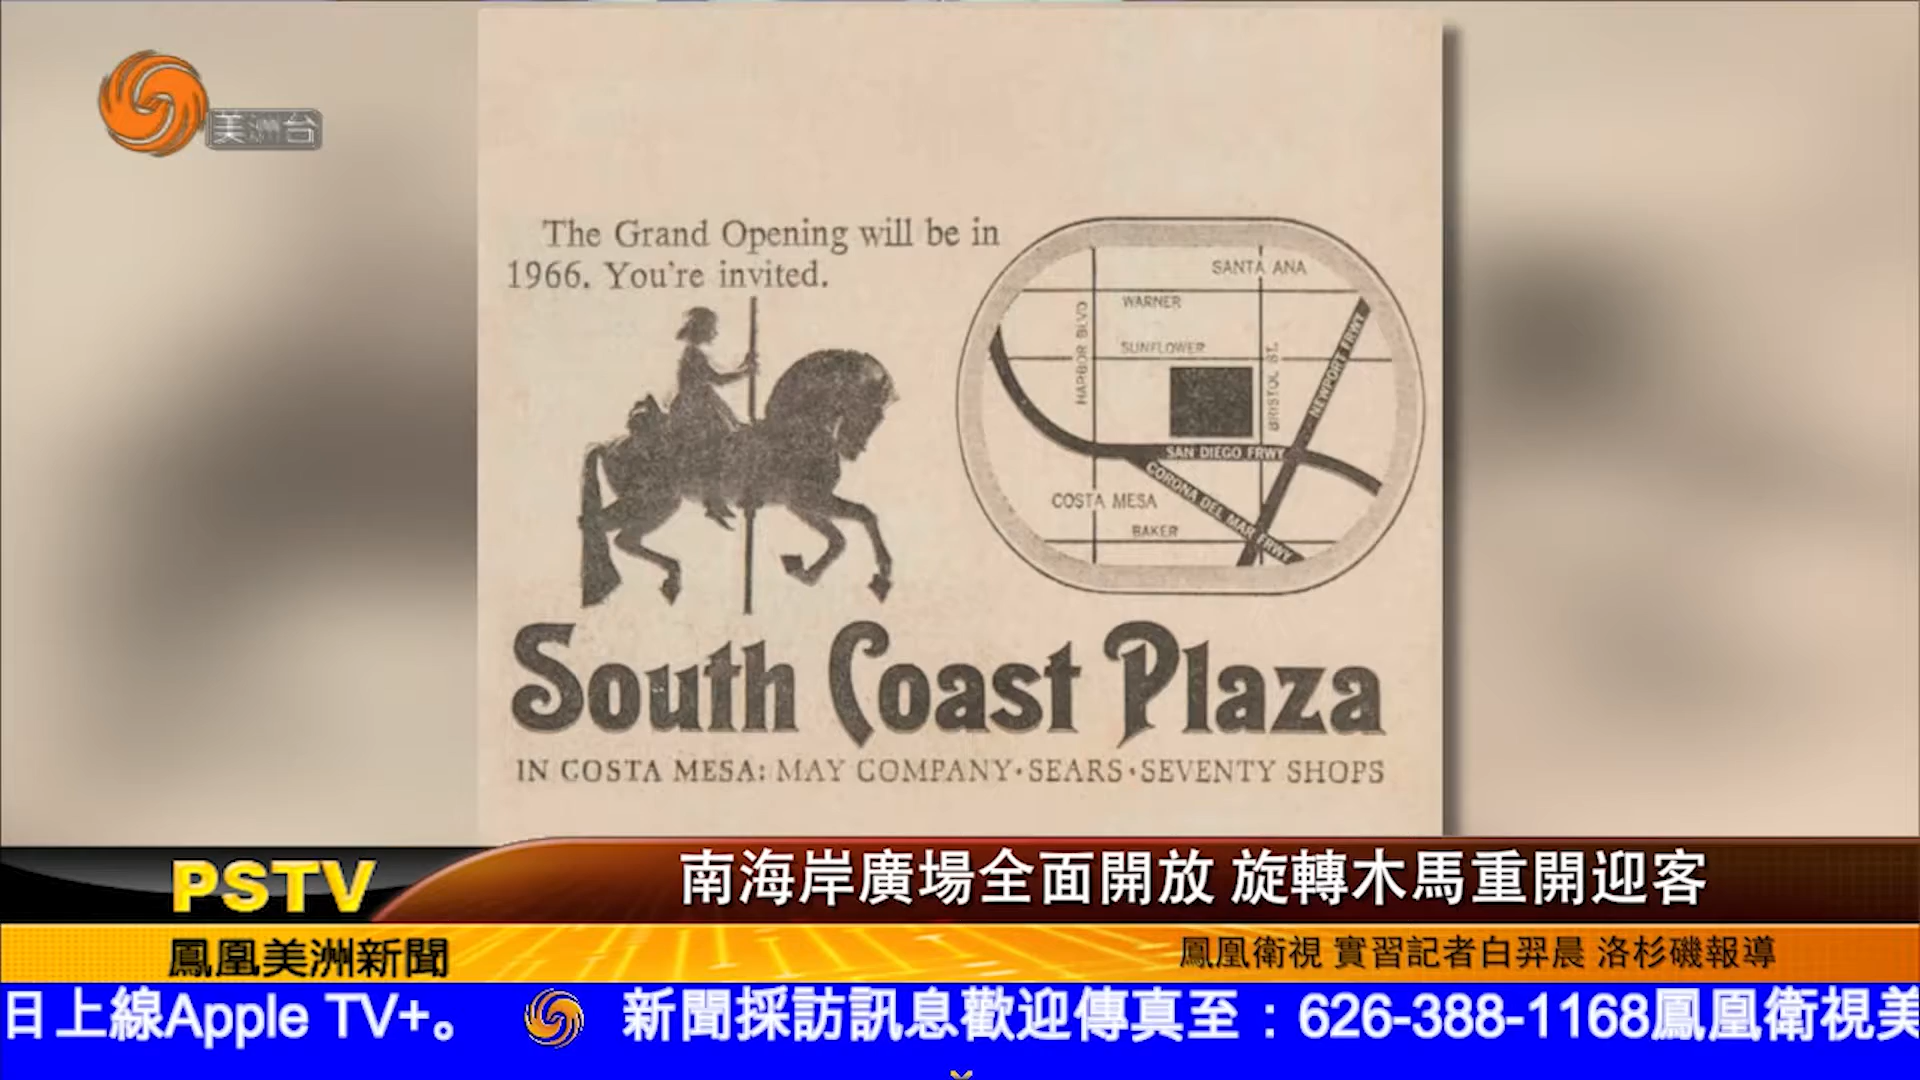 美洲台
The Grand Opening will be in
1966. You're invited.
SANTA ANA
WARNER
HARBOR BLVD
SUNFLOWER
BRISTOL ST.
NEWPORT FRWY
SAN DIEGO FRWY
CORONA DEL MAR FRWY
COSTA MESA
BAKER
South Coast Plaza
IN COSTA MESA: MAY COMPANY·SEARS·SEVENTY SHOPS
PSTV
南海岸廣場全面開放 旋轉木馬重開迎客
鳳凰美洲新聞
鳳凰衛視 實習記者白羿晨 洛杉磯報導
日上線Apple TV+。 新聞採訪訊息歡迎傳真至：626-388-1168鳳凰衛視美